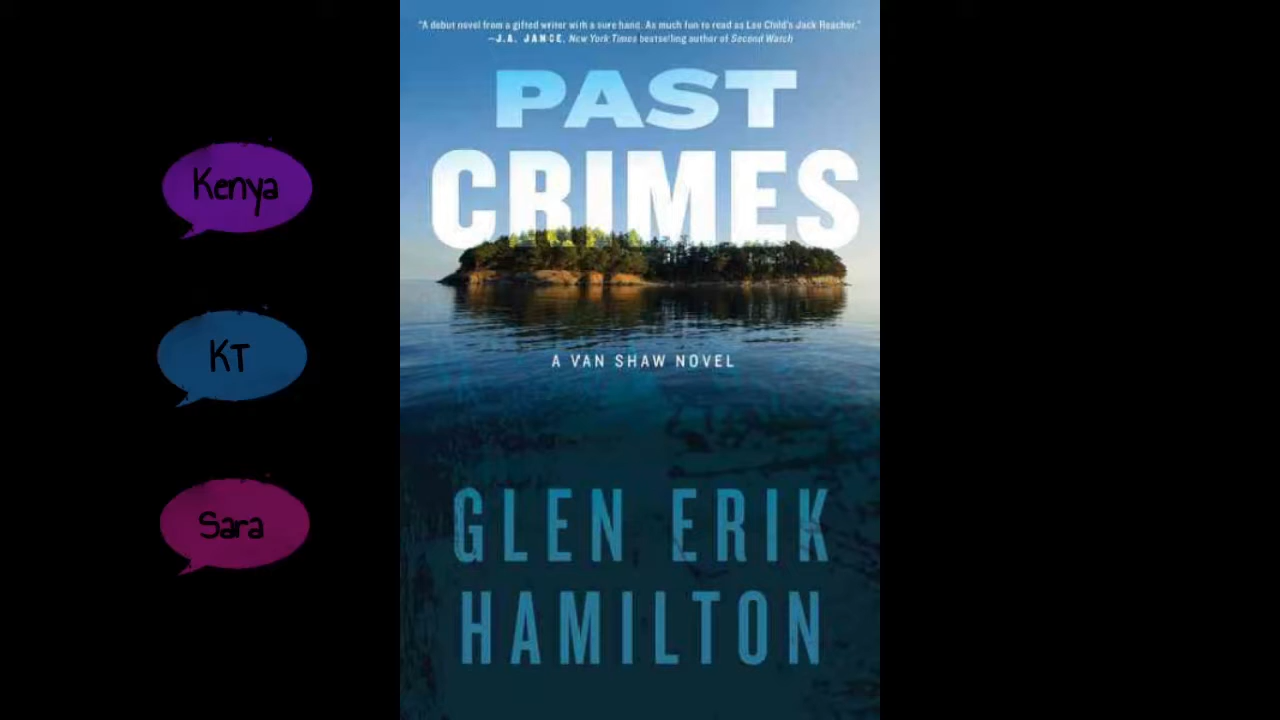 "A debut novel from a gifted writer with a sure hand. As much fun to read as Lee Child's Jack Reacher."
—J.A. JANCE, New York Times bestselling author of Second Watch
PAST
CRIMES
A VAN SHAW NOVEL
GLEN ERIK
HAMILTON
Kenya
KT
Sara